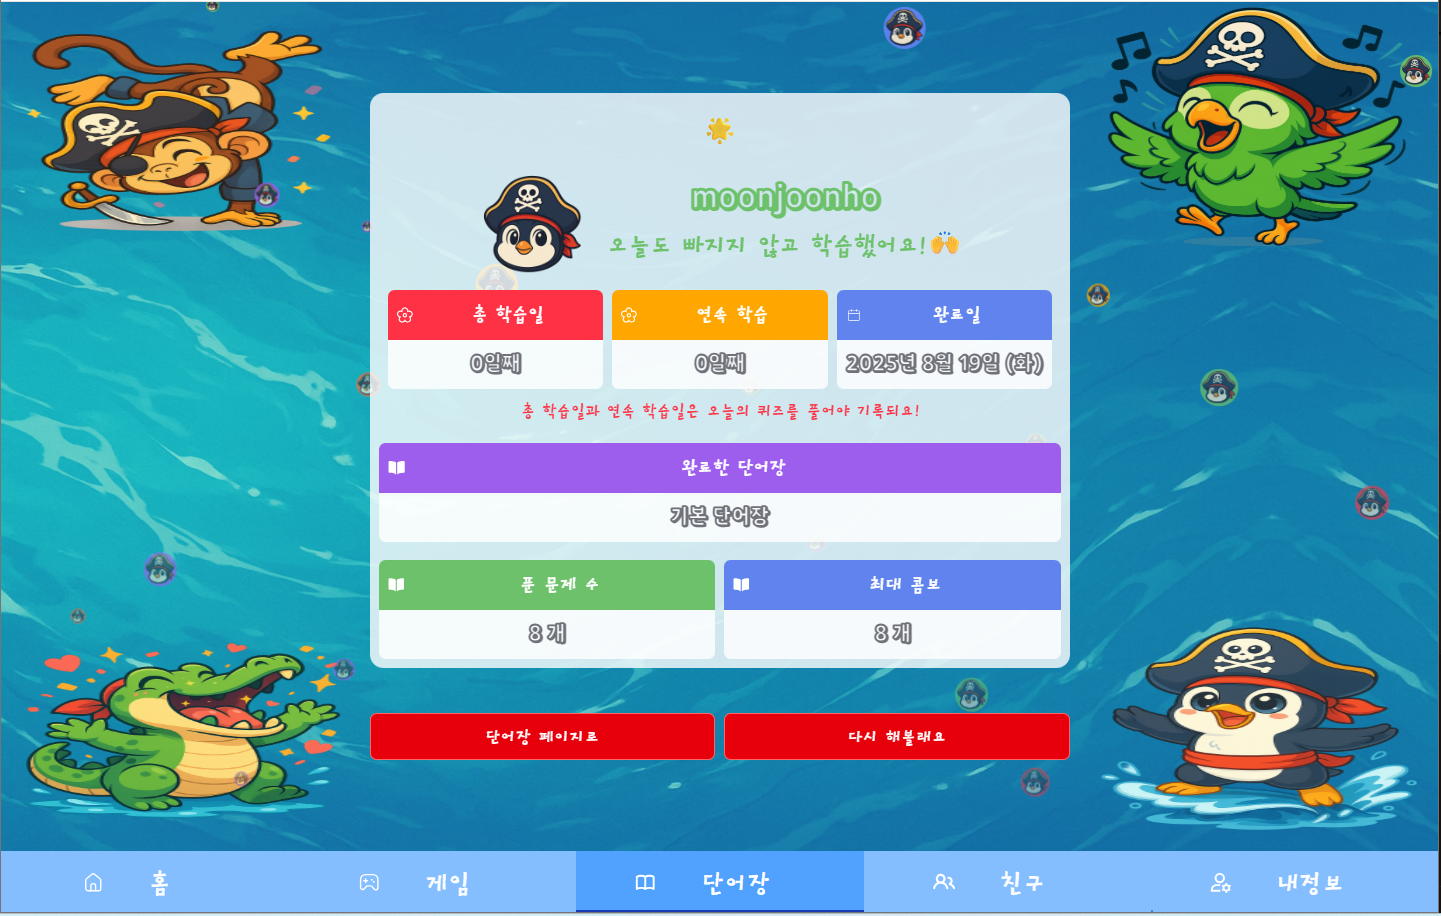 moonjoonho
오늘도 빠지지 않고 학습했어요!🙌
총 학습일
연속 학습
완료일
0일째
0일째
2025년 8월 19일 (화)
총 학습일과 연속 학습일은 오늘의 퀴즈를 풀어야 기록되요!
완료한 단어장
기본 단어장
푼 문제 수
최대 콤보
8 개
8 개
단어장 페이지로
다시 해볼래요
홈
게임
단어장
친구
내정보